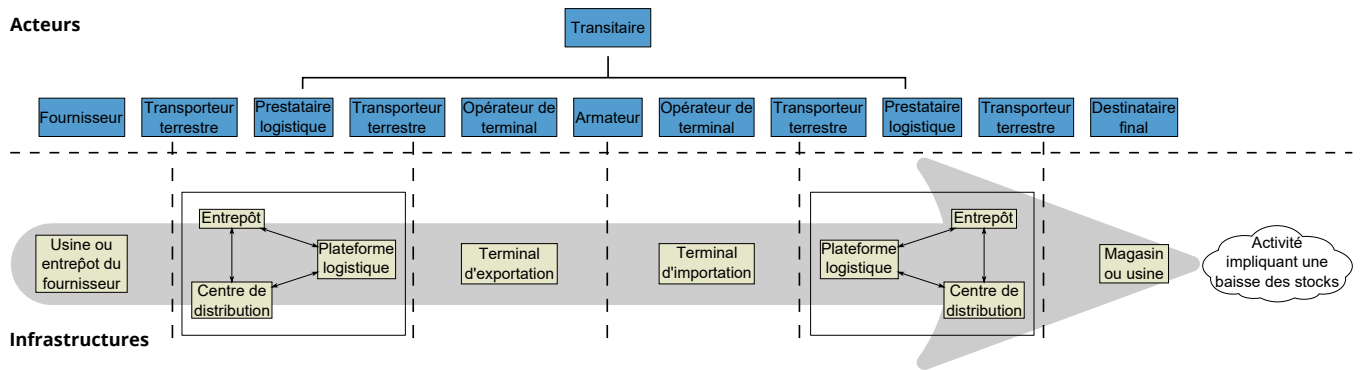 Acteurs
Transitaire
Fournisseur
Transporteur
terrestre
Prestataire
logistique
Transporteur
terrestre
Opérateur de
terminal
Armateur
Opérateur de
terminal
Transporteur
terrestre
Prestataire
logistique
Transporteur
terrestre
Destinataire
final
Usine ou
entrep̂ot du
fournisseur
Entrepôt
Plateforme
logistique
Centre de
distribution
Terminal
d'exportation
Terminal
d'importation
Plateforme
logistique
Entrepôt
Centre de
distribution
Magasin
ou usine
Activité
impliquant une
baisse des stocks
Infrastructures